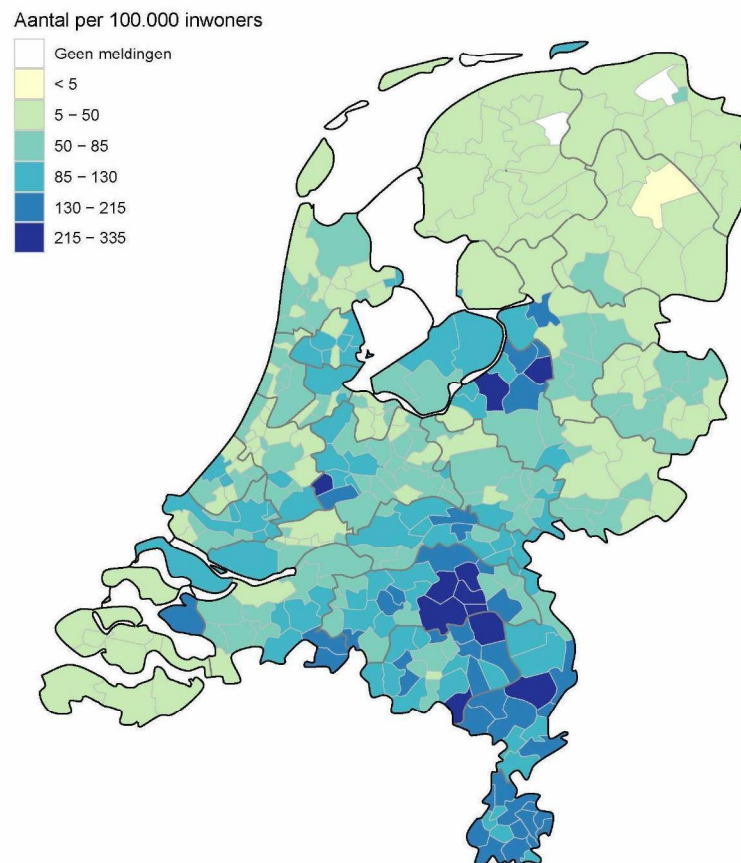 Aantal per 100.000 inwoners
Geen meldingen
< 5
5 – 50
50 – 85
85 – 130
130 – 215
215 – 335